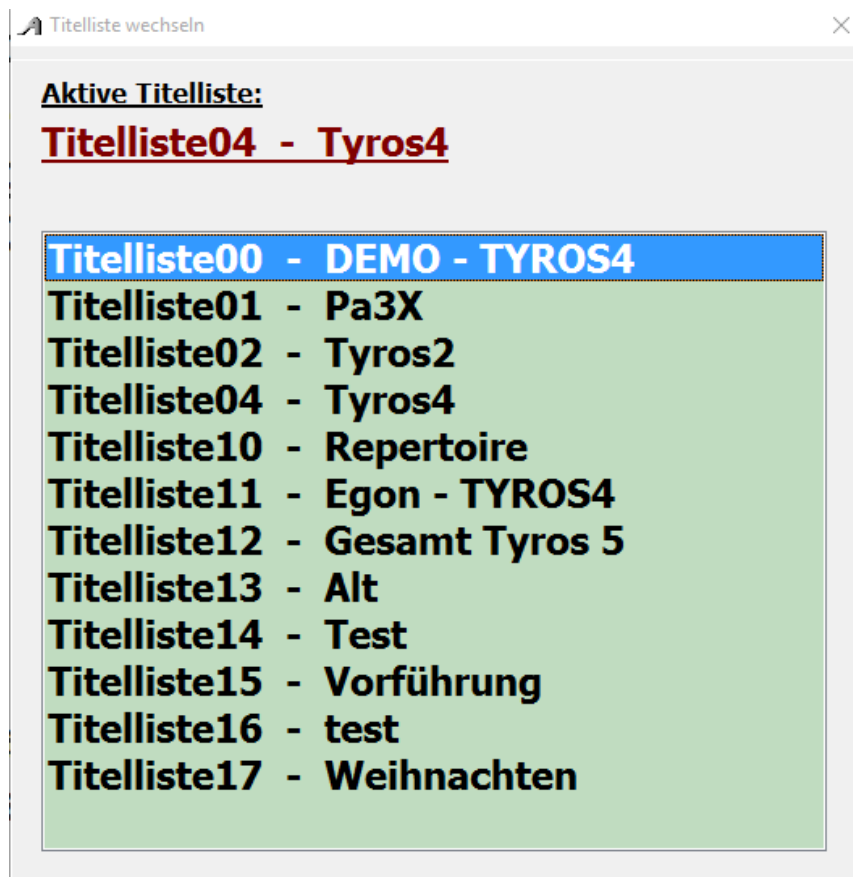 Titelliste wechseln
Aktive Titelliste:
Titelliste04 - Tyros4
Titelliste00 - DEMO - TYROS4
Titelliste01 - Pa3X
Titelliste02 - Tyros2
Titelliste04 - Tyros4
Titelliste10 - Repertoire
Titelliste11 - Egon - TYROS4
Titelliste12 - Gesamt Tyros 5
Titelliste13 - Alt
Titelliste14 - Test
Titelliste15 - Vorführung
Titelliste16 - test
Titelliste17 - Weihnachten